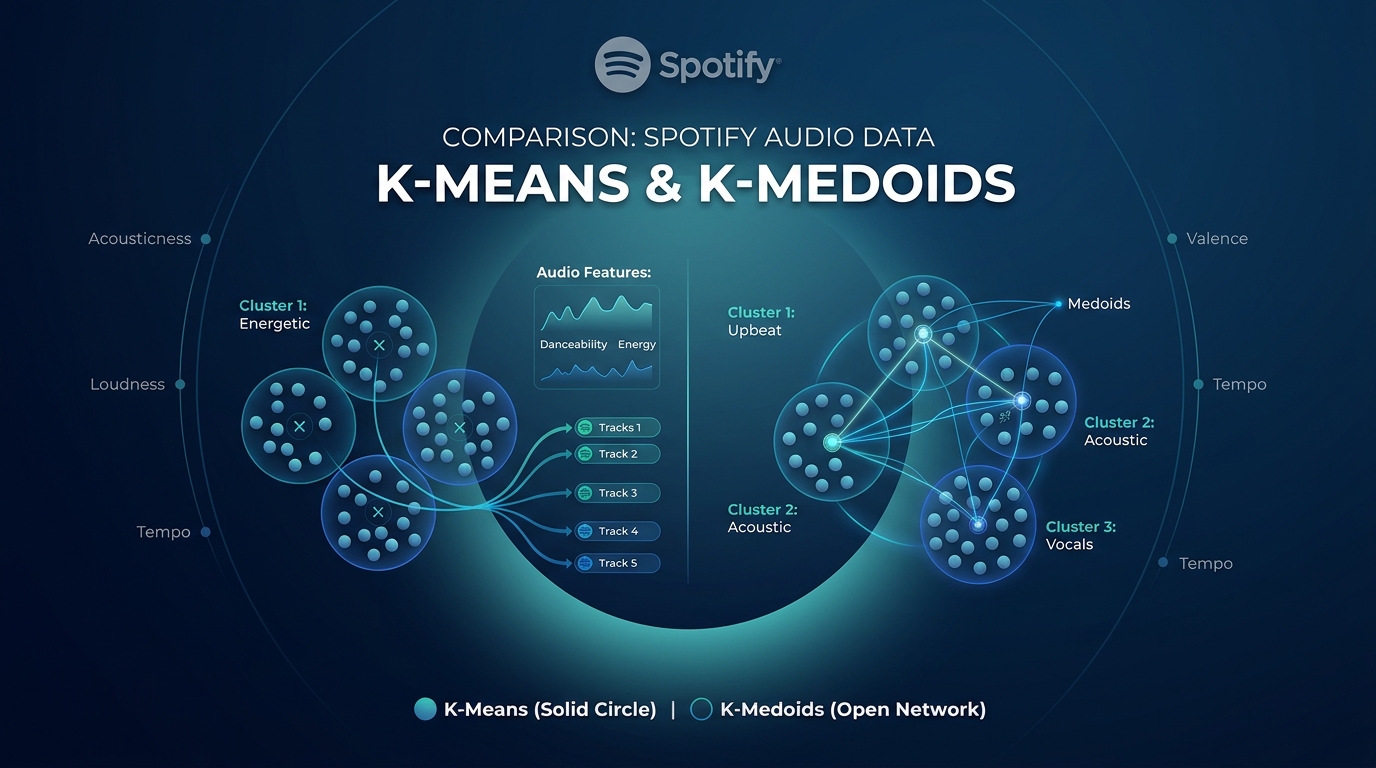 Spotify®
COMPARISON: SPOTIFY AUDIO DATA
K-MEANS & K-MEDOIDS
Acousticness
Loudness
Tempo
Cluster 1:
Energetic
Audio Features:
Danceability Energy
Tracks 1
Track 2
Track 3
Track 4
Track 5
Cluster 1:
Upbeat
Medoids
Cluster 2:
Acoustic
Cluster 2:
Acoustic
Cluster 3:
Vocals
Valence
Tempo
Tempo
K-Means (Solid Circle) | K-Medoids (Open Network)